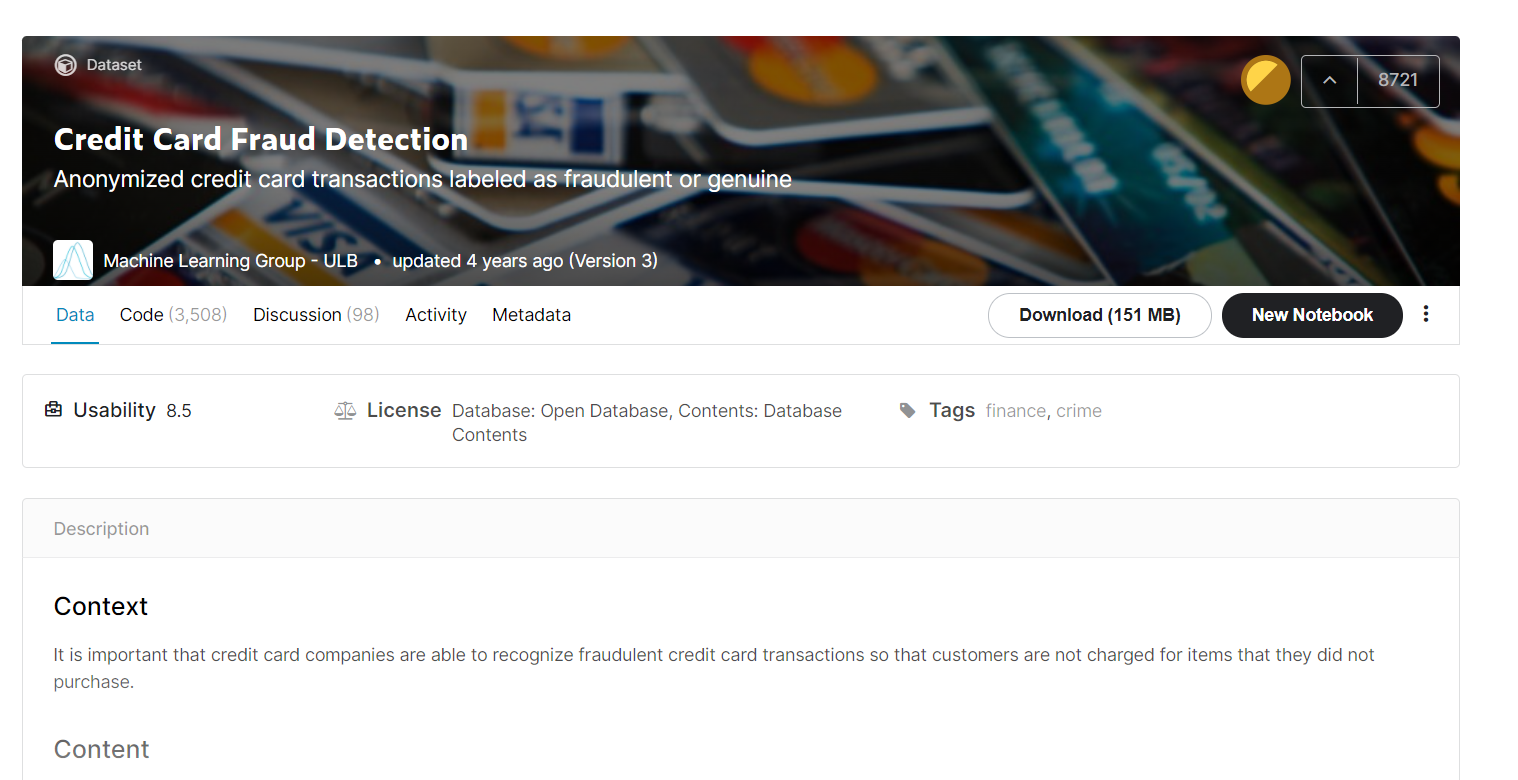 Dataset
8721
Credit Card Fraud Detection
Anonymized credit card transactions labeled as fraudulent or genuine
VISA
Machine Learning Group - ULB • updated 4 years ago (Version 3)
Data Code (3,508) Discussion (98) Activity Metadata Download (151 MB) New Notebook
Usability 8.5 License Database: Open Database, Contents: Database Tags finance, crime
Contents
Description
Context
It is important that credit card companies are able to recognize fraudulent credit card transactions so that customers are not charged for items that they did not
purchase.
Content